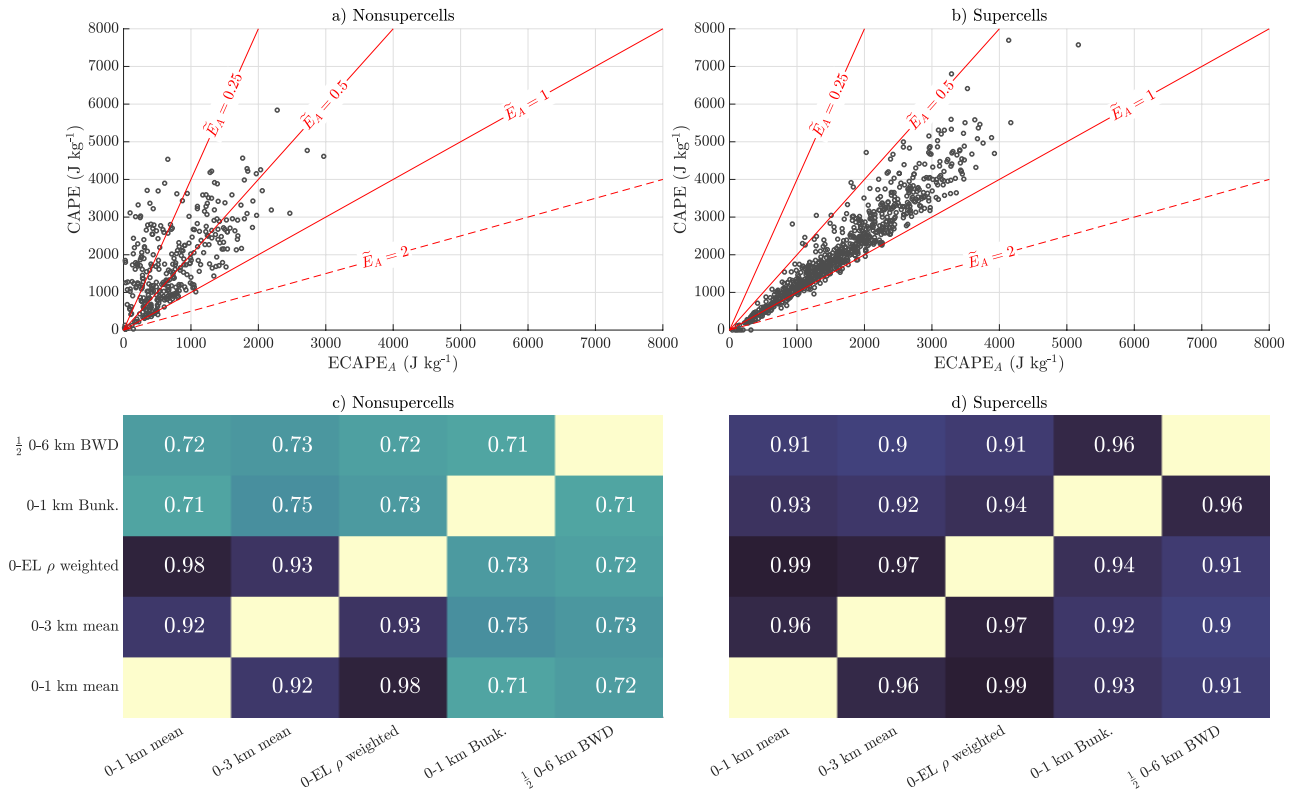 a) Nonsupercells
b) Supercells
CAPE (J kg⁻¹)
8000
7000
6000
5000
4000
3000
2000
1000
0
0 1000 2000 3000 4000 5000 6000 7000 8000
ECAPE_A (J kg⁻¹)
Ẽ_A = 0.25
Ẽ_A = 0.5
Ẽ_A = 1
Ẽ_A = 2
CAPE (J kg⁻¹)
8000
7000
6000
5000
4000
3000
2000
1000
0
0 1000 2000 3000 4000 5000 6000 7000 8000
ECAPE_A (J kg⁻¹)
Ẽ_A = 0.25
Ẽ_A = 0.5
Ẽ_A = 1
Ẽ_A = 2
c) Nonsupercells
½ 0-6 km BWD 0.72 0.73 0.72 0.71
0-1 km Bunk. 0.71 0.75 0.73 0.71
0-EL ρ weighted 0.98 0.93 0.73 0.72
0-3 km mean 0.92 0.93 0.75 0.73
0-1 km mean 0.92 0.98 0.71 0.72
0-1 km mean 0-3 km mean 0-EL ρ weighted 0-1 km Bunk. ½ 0-6 km BWD
d) Supercells
0.91 0.9 0.91 0.96
0.93 0.92 0.94 0.96
0.99 0.97 0.94 0.91
0.96 0.97 0.92 0.9
0.96 0.99 0.93 0.91
0-1 km mean 0-3 km mean 0-EL ρ weighted 0-1 km Bunk. ½ 0-6 km BWD